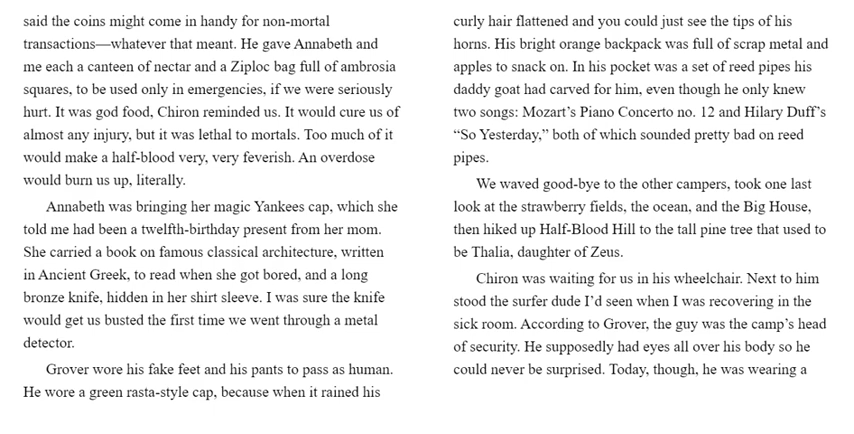 said the coins might come in handy for non-mortal
transactions—whatever that meant. He gave Annabeth and
me each a canteen of nectar and a Ziploc bag full of ambrosia
squares, to be used only in emergencies, if we were seriously
hurt. It was god food, Chiron reminded us. It would cure us of
almost any injury, but it was lethal to mortals. Too much of it
would make a half-blood very, very feverish. An overdose
would burn us up, literally.
Annabeth was bringing her magic Yankees cap, which she
told me had been a twelfth-birthday present from her mom.
She carried a book on famous classical architecture, written
in Ancient Greek, to read when she got bored, and a long
bronze knife, hidden in her shirt sleeve. I was sure the knife
would get us busted the first time we went through a metal
detector.
Grover wore his fake feet and his pants to pass as human.
He wore a green rasta-style cap, because when it rained his
curly hair flattened and you could just see the tips of his
horns. His bright orange backpack was full of scrap metal and
apples to snack on. In his pocket was a set of reed pipes his
daddy goat had carved for him, even though he only knew
two songs: Mozart’s Piano Concerto no. 12 and Hilary Duff’s
“So Yesterday,” both of which sounded pretty bad on reed
pipes.
We waved good-bye to the other campers, took one last
look at the strawberry fields, the ocean, and the Big House,
then hiked up Half-Blood Hill to the tall pine tree that used to
be Thalia, daughter of Zeus.
Chiron was waiting for us in his wheelchair. Next to him
stood the surfer dude I’d seen when I was recovering in the
sick room. According to Grover, the guy was the camp’s head
of security. He supposedly had eyes all over his body so he
could never be surprised. Today, though, he was wearing a